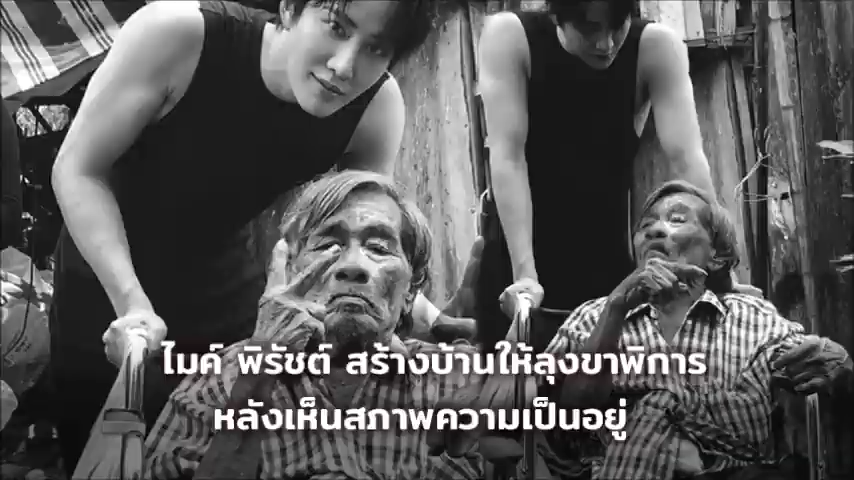 ไมค์ พิรัชต์ สร้างบ้านให้ลุงขาพิการ
หลังเห็นสภาพความเป็นอยู่